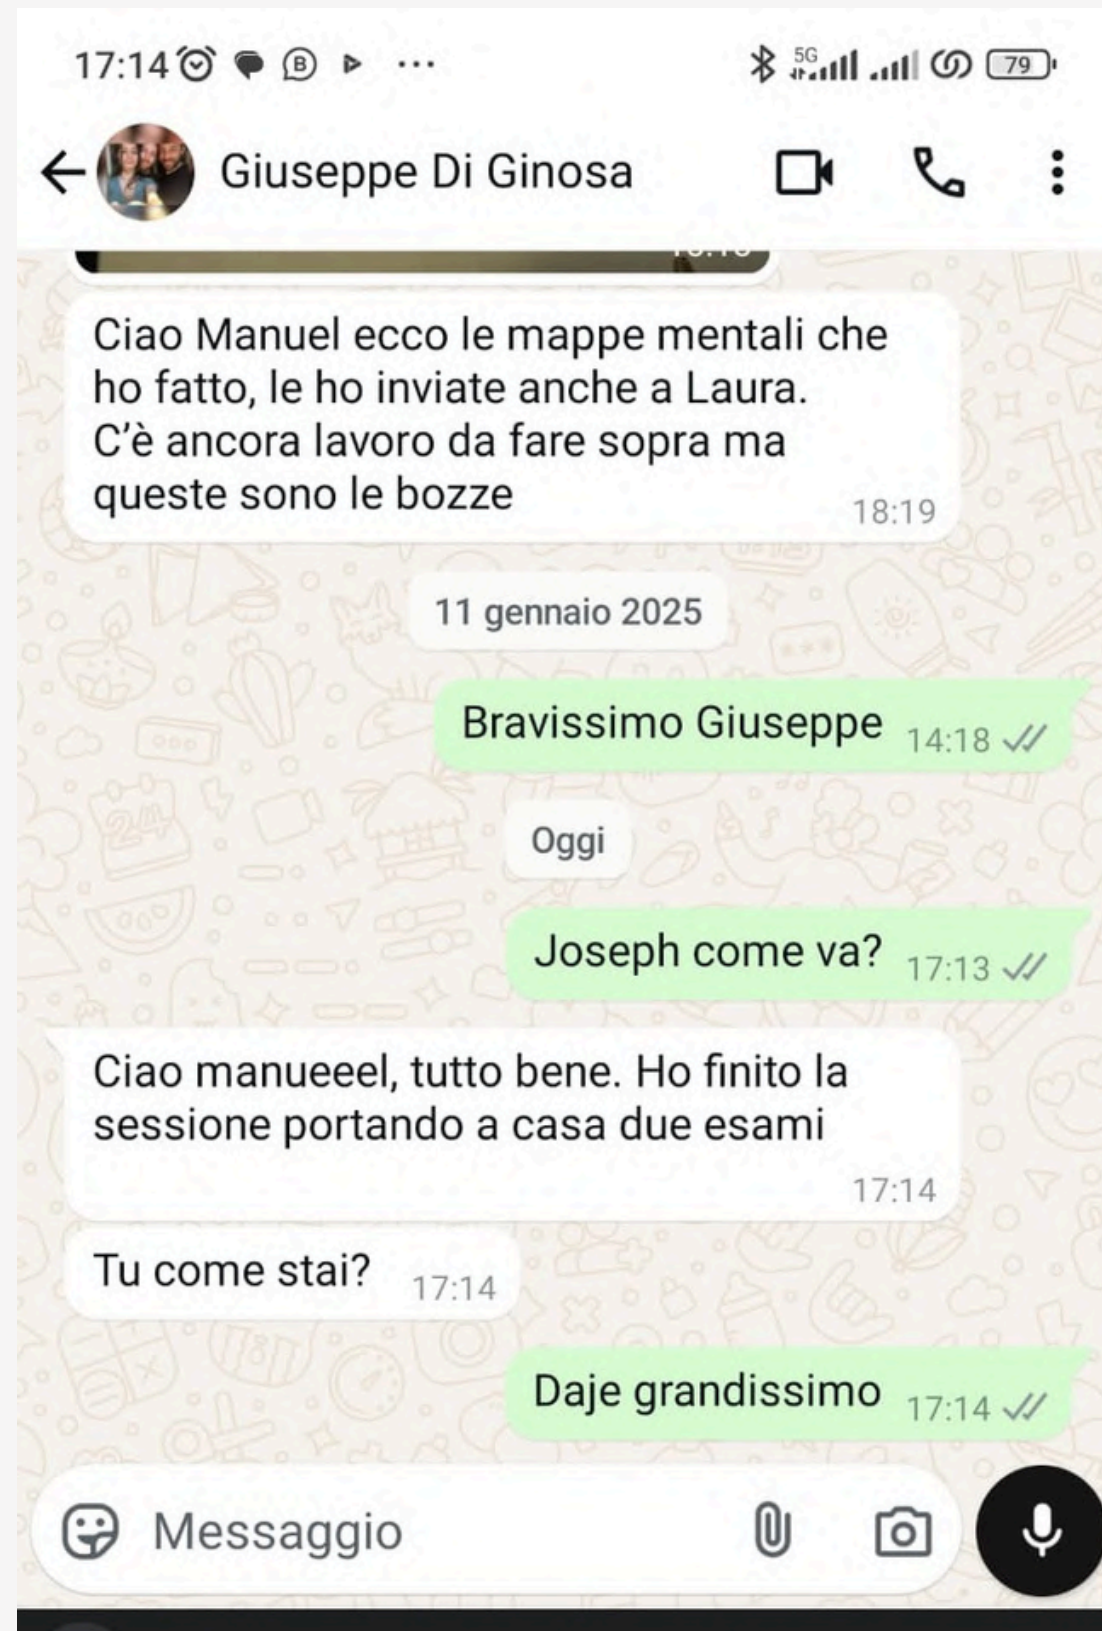 17:14
5G
79
Giuseppe Di Ginosa
Ciao Manuel ecco le mappe mentali che
ho fatto, le ho inviate anche a Laura.
C'è ancora lavoro da fare sopra ma
queste sono le bozze
18:19
11 gennaio 2025
Bravissimo Giuseppe 14:18
Oggi
Joseph come va? 17:13
Ciao manueeel, tutto bene. Ho finito la
sessione portando a casa due esami
17:14
Tu come stai? 17:14
Daje grandissimo 17:14
Messaggio